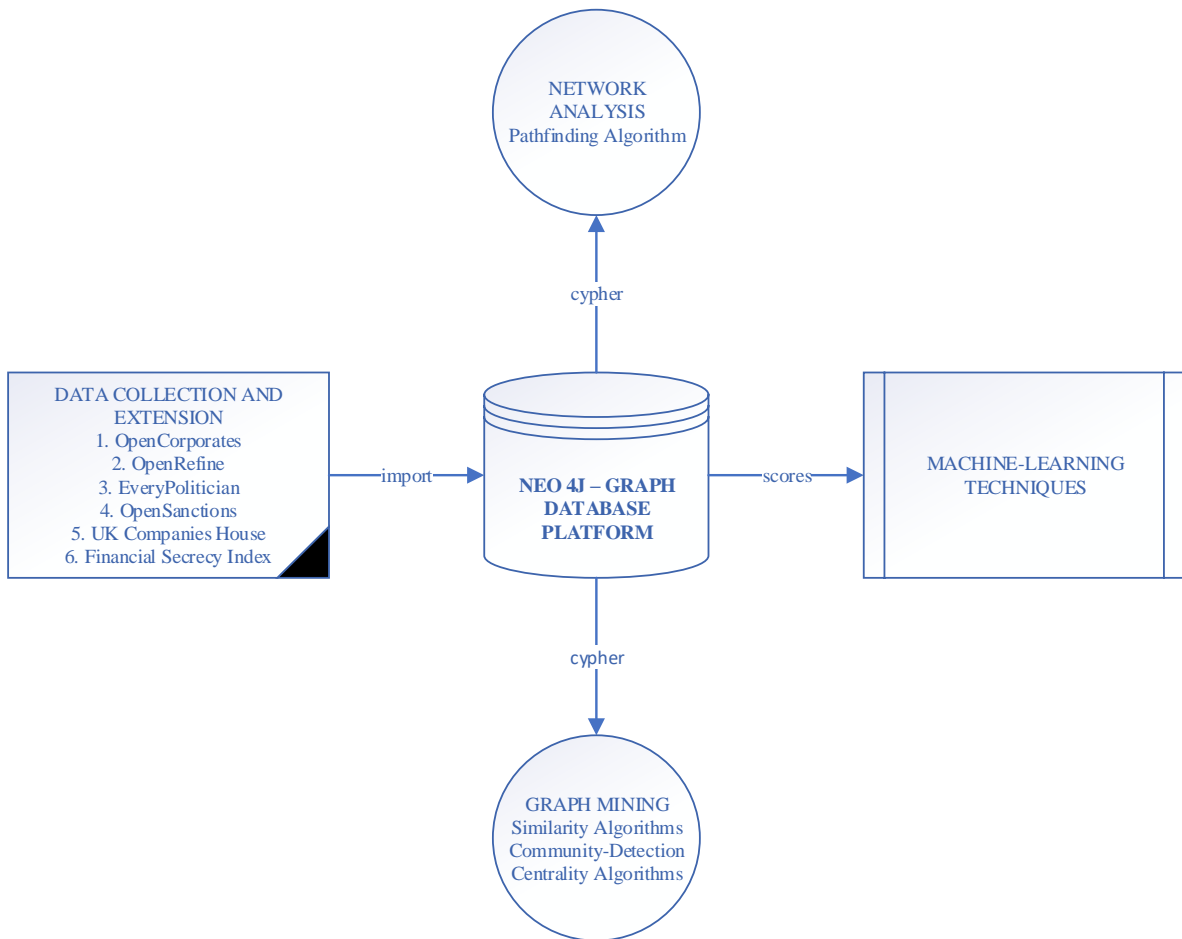 NETWORK
ANALYSIS
Pathfinding Algorithm
cypher
DATA COLLECTION AND
EXTENSION
1. OpenCorporates
2. OpenRefine
3. EveryPolitician
4. OpenSanctions
5. UK Companies House
6. Financial Secrecy Index
import
NEO 4J – GRAPH
DATABASE
PLATFORM
scores
MACHINE-LEARNING
TECHNIQUES
cypher
GRAPH MINING
Similarity Algorithms
Community-Detection
Centrality Algorithms